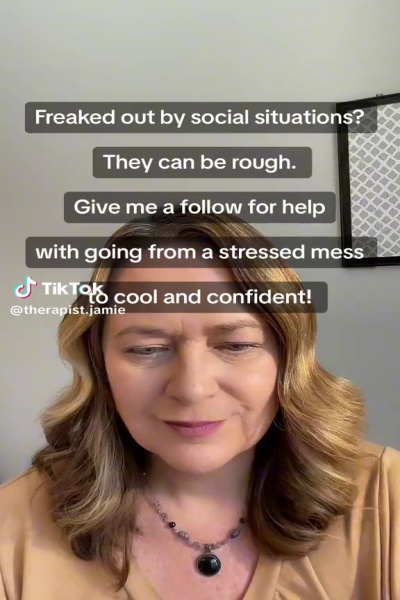 Freaked out by social situations?
They can be rough.
Give me a follow for help
with going from a stressed mess
to cool and confident!
TikTok
@therapist.jamie